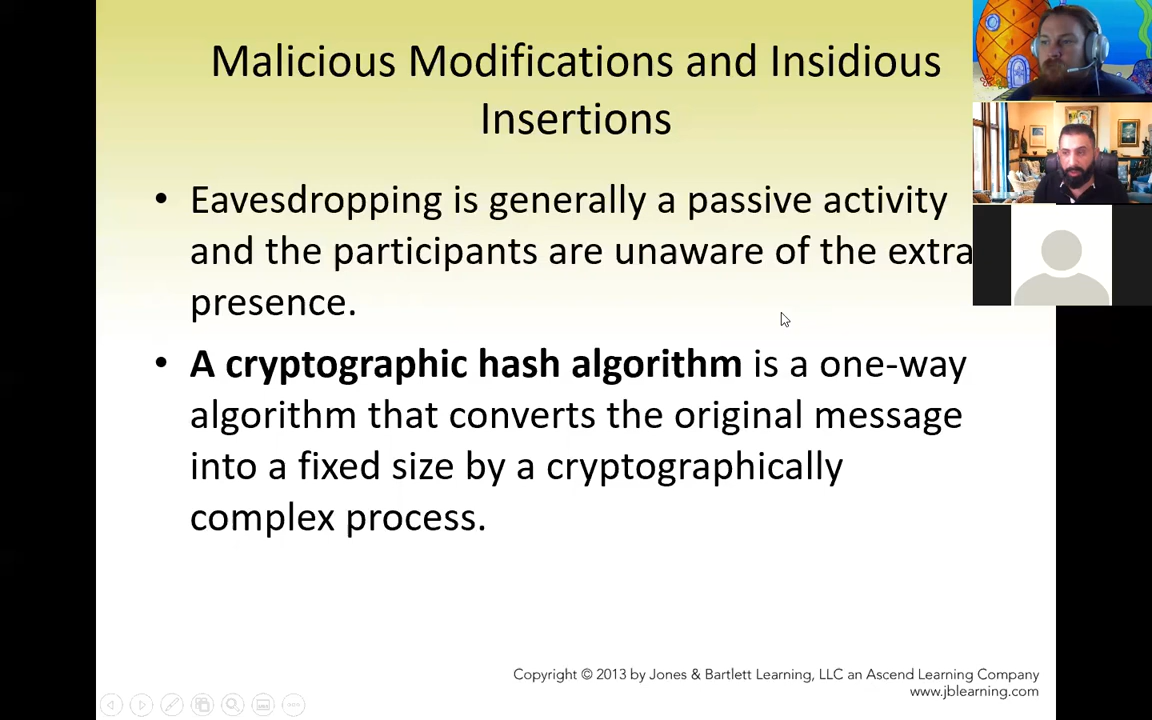 Malicious Modifications and Insidious
Insertions
• Eavesdropping is generally a passive activity
and the participants are unaware of the extra
presence.
• A cryptographic hash algorithm is a one-way
algorithm that converts the original message
into a fixed size by a cryptographically
complex process.
Copyright © 2013 by Jones & Bartlett Learning, LLC an Ascend Learning Company
www.jblearning.com